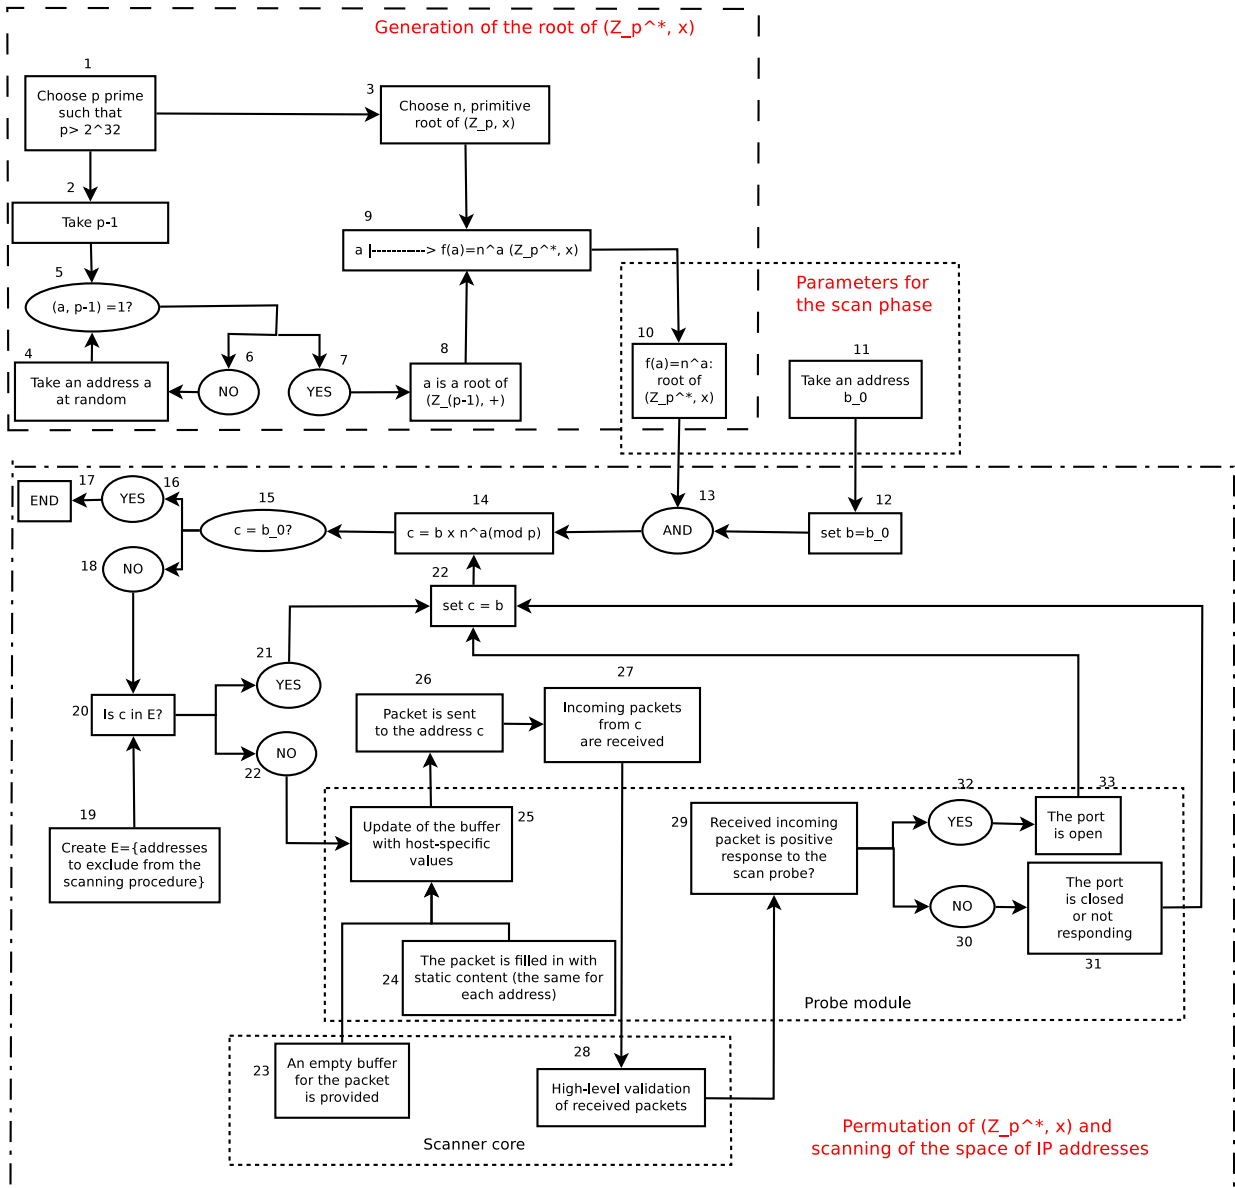 Generation of the root of (Z_p^*, x)
1
Choose p prime
such that
p> 2^32
3
Choose n, primitive
root of (Z_p, x)
2
Take p-1
9
a |-----------> f(a)=n^a (Z_p^*, x)
5
(a, p-1) =1?
Parameters for
the scan phase
4
Take an address a
at random
6
NO
7
YES
8
a is a root of
(Z_(p-1), +)
10
f(a)=n^a:
root of
(Z_p^*, x)
11
Take an address
b_0
17
END
16
YES
15
c = b_0?
14
c = b x n^a(mod p)
13
AND
12
set b=b_0
18
NO
22
set c = b
21
YES
20
Is c in E?
22
NO
26
Packet is sent
to the address c
27
Incoming packets
from c
are received
19
Create E={addresses
to exclude from the
scanning procedure}
25
Update of the buffer
with host-specific
values
29
Received incoming
packet is positive
response to the
scan probe?
32
YES
33
The port
is open
30
NO
31
The port
is closed
or not
responding
24
The packet is filled in with
static content (the same for
each address)
Probe module
23
An empty buffer
for the packet
is provided
28
High-level validation
of received packets
Scanner core
Permutation of (Z_p^*, x) and
scanning of the space of IP addresses